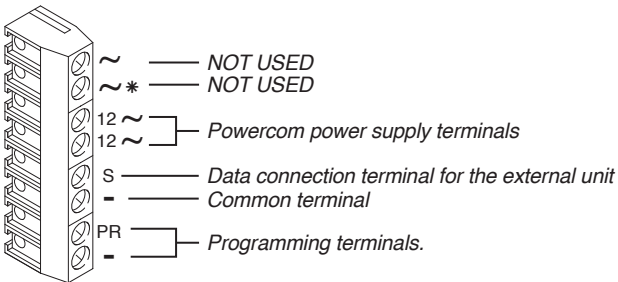 ~ NOT USED
~* NOT USED
12 ~
Powercom power supply terminals
12 ~
S Data connection terminal for the external unit
- Common terminal
PR
Programming terminals.
-